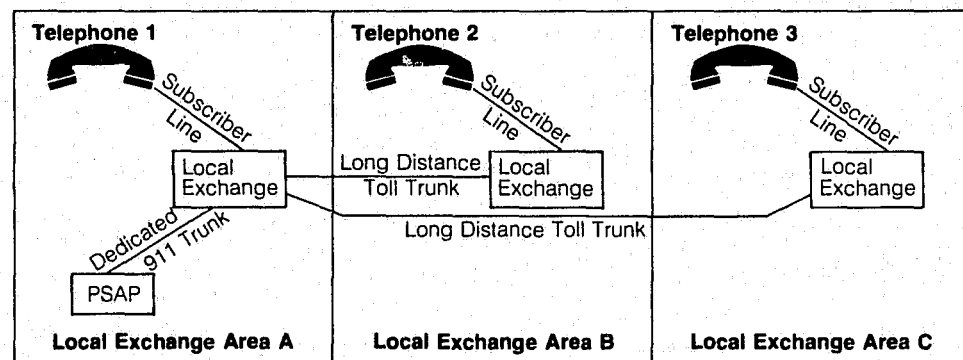 Telephone 1
Subscriber
Line
Local
Exchange
Dedicated
911 Trunk
PSAP
Local Exchange Area A
Telephone 2
Subscriber
Line
Long Distance
Toll Trunk
Local
Exchange
Long Distance Toll Trunk
Local Exchange Area B
Telephone 3
Subscriber
Line
Local
Exchange
Local Exchange Area C